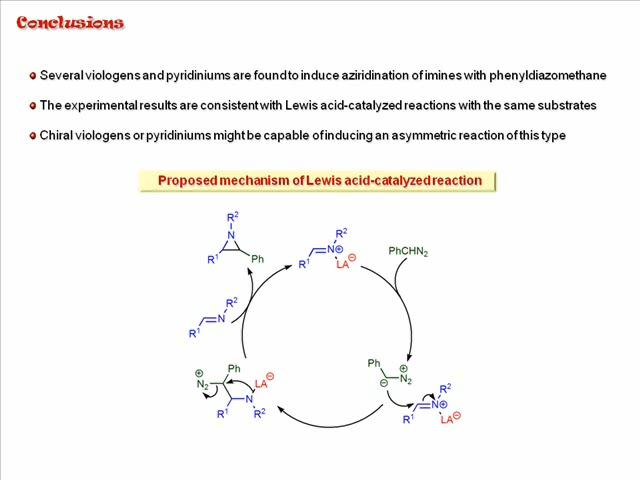 Conclusions
Several viologens and pyridiniums are found to induce aziridination of imines with phenyldiazomethane
The experimental results are consistent with Lewis acid-catalyzed reactions with the same substrates
Chiral viologens or pyridiniums might be capable of inducing an asymmetric reaction of this type
Proposed mechanism of Lewis acid-catalyzed reaction
R2
N
R1 Ph
R2
N⊕
R1 LA⊖
PhCHN2
R2
N
R1
Ph
⊕
N2
⊖
R2
N⊕
R1 LA⊖
⊕ Ph
N2
LA⊖
N
R1 R2